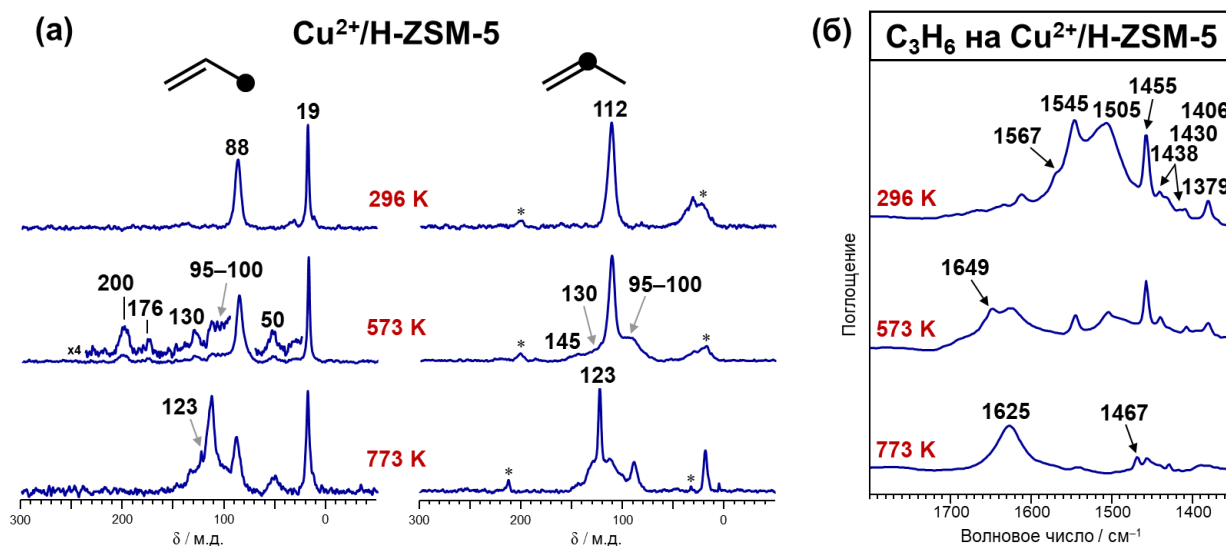 (а)
Cu²⁺/H-ZSM-5
88
19
296 K
112
*
*
200
176
130
95–100
50
x4
573 K
145
130
95–100
*
*
123
773 K
123
*
*
300
200
100
0
δ / м.д.
300
200
100
0
δ / м.д.
(б)
C₃H₆ на Cu²⁺/H-ZSM-5
Поглощение
1567
1545
1505
1455
1406
1430
1438
1379
296 K
1649
573 K
1625
1467
773 K
1700
1600
1500
1400
Волновое число / см⁻¹